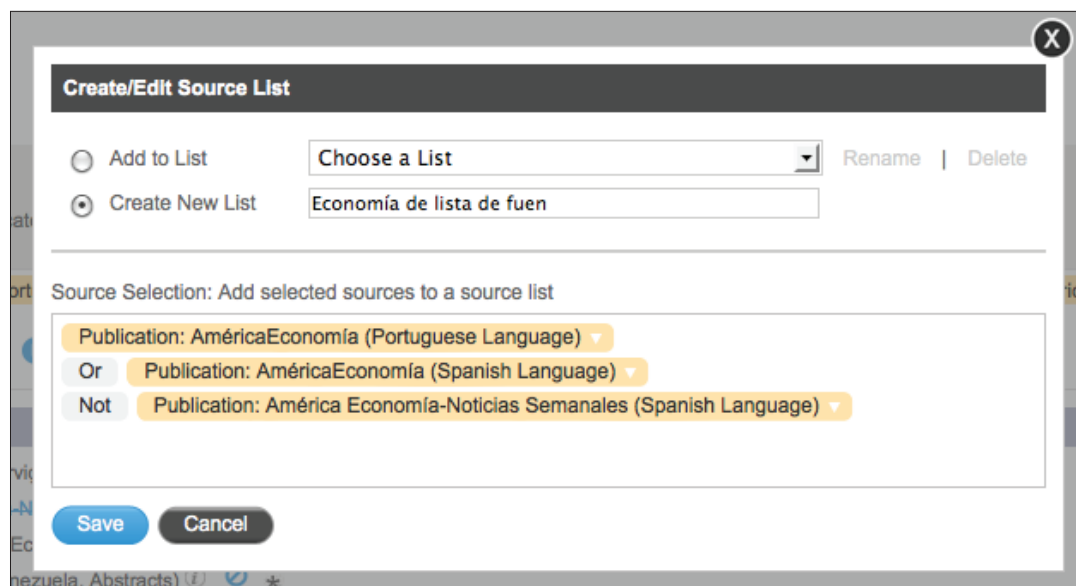 X
Create/Edit Source List
Add to List Choose a List Rename | Delete
Create New List Economía de lista de fuen
Source Selection: Add selected sources to a source list
Publication: AméricaEconomía (Portuguese Language)
Or Publication: AméricaEconomía (Spanish Language)
Not Publication: América Economía-Noticias Semanales (Spanish Language)
Save Cancel
nezuela, Abstracts) i *